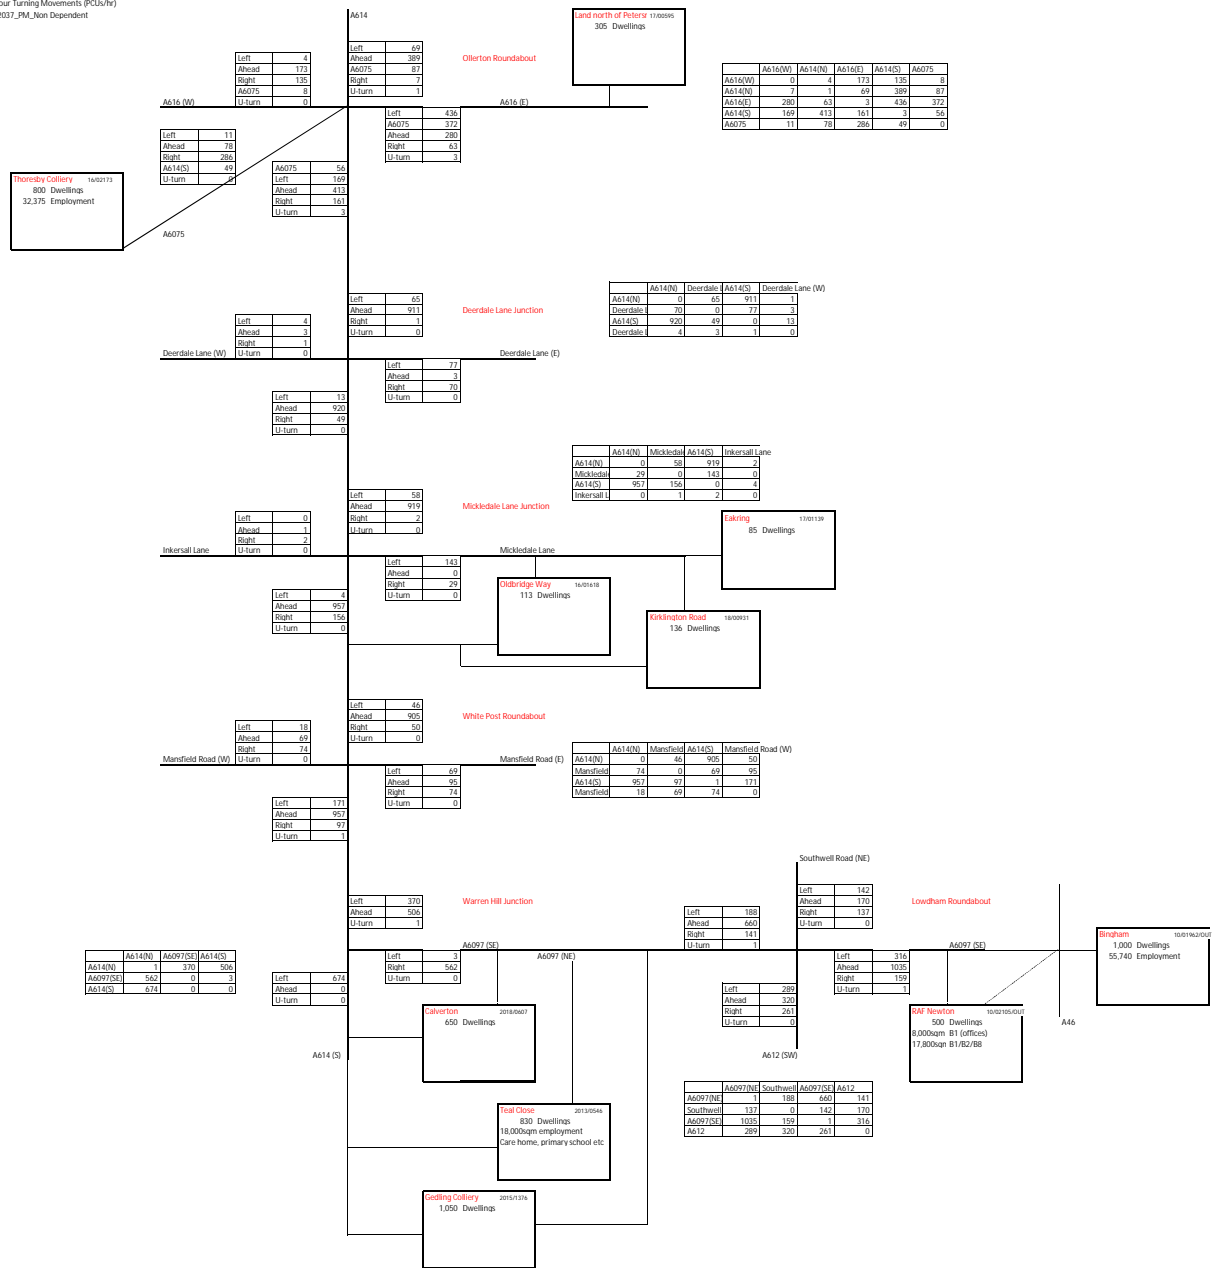 our Turning Movements (PCUs/hr)
2037_PM_Non Dependent
A614
Land north of Petersr 17/00595
305 Dwellings
Left 69
Ahead 389
A6075 87
Right 7
U-turn 1
Ollerton Roundabout
Left 4
Ahead 173
Right 135
A6075 8
U-turn 0
A616(W) A614(N) A616(E) A614(S) A6075
A616(W) 0 4 173 135 8
A614(N) 7 1 69 389 87
A616(E) 280 63 3 436 372
A614(S) 169 413 161 3 56
A6075 11 78 286 49 0
A616 (W)
A616 (E)
Left 436
A6075 372
Ahead 280
Right 63
U-turn 3
Left 11
Ahead 78
Right 286
A614(S) 49
U-turn 0
A6075 56
Left 169
Ahead 413
Right 161
U-turn 3
Thoresby Colliery 16/02173
800 Dwellings
32,375 Employment
A6075
Left 65
Ahead 911
Right 1
U-turn 0
Deerdale Lane Junction
A614(N) Deerdale L A614(S) Deerdale Lane (W)
A614(N) 0 65 911 1
Deerdale L 70 0 77 3
A614(S) 920 49 0 13
Deerdale L 4 3 1 0
Left 4
Ahead 3
Right 1
U-turn 0
Deerdale Lane (W)
Deerdale Lane (E)
Left 77
Ahead 3
Right 70
U-turn 0
Left 13
Ahead 920
Right 49
U-turn 0
A614(N) Mickledale A614(S) Inkersall Lane
A614(N) 0 58 919 2
Mickledale 29 0 143 0
A614(S) 957 156 0 4
Inkersall L 0 1 2 0
Left 58
Ahead 919
Right 2
U-turn 0
Mickledale Lane Junction
Left 0
Ahead 1
Right 2
U-turn 0
Eakring 17/01139
85 Dwellings
Inkersall Lane
Mickledale Lane
Left 143
Ahead 0
Right 29
U-turn 0
Oldbridge Way 16/01618
113 Dwellings
Left 4
Ahead 957
Right 156
U-turn 0
Kirklington Road 18/00931
136 Dwellings
Left 46
Ahead 905
Right 50
U-turn 0
White Post Roundabout
Left 18
Ahead 69
Right 74
U-turn 0
Mansfield Road (W)
Mansfield Road (E)
A614(N) Mansfield A614(S) Mansfield Road (W)
A614(N) 0 46 905 50
Mansfield 74 0 69 95
A614(S) 957 97 1 171
Mansfield 18 69 74 0
Left 69
Ahead 95
Right 74
U-turn 0
Left 171
Ahead 957
Right 97
U-turn 1
Southwell Road (NE)
Left 370
Ahead 506
U-turn 1
Warren Hill Junction
Left 188
Ahead 660
Right 141
U-turn 1
Left 142
Ahead 170
Right 137
U-turn 0
Lowdham Roundabout
A6097 (SE)
A6097 (NE)
A6097 (SE)
Bingham 10/01962/OUT
1,000 Dwellings
55,740 Employment
A614(N) A6097(SE) A614(S)
A614(N) 1 370 506
A6097(SE) 562 0 3
A614(S) 674 0 0
Left 3
Right 562
U-turn 0
Left 674
Ahead 0
U-turn 0
Left 316
Ahead 1035
Right 159
U-turn 1
Left 289
Ahead 320
Right 261
U-turn 0
Calverton 2018/0607
650 Dwellings
RAF Newton 10/02105/OUT
500 Dwellings
8,000sqm B1 (offices)
17,800sqm B1/B2/B8
A46
A614 (S)
A612 (SW)
A6097(NE) Southwell A6097(SE) A612
A6097(NE) 1 188 660 141
Southwell 137 0 142 170
A6097(SE) 1035 159 1 316
A612 289 320 261 0
Teal Close 2013/0546
830 Dwellings
18,000sqm employment
Care home, primary school etc
Gedling Colliery 2015/1376
1,050 Dwellings